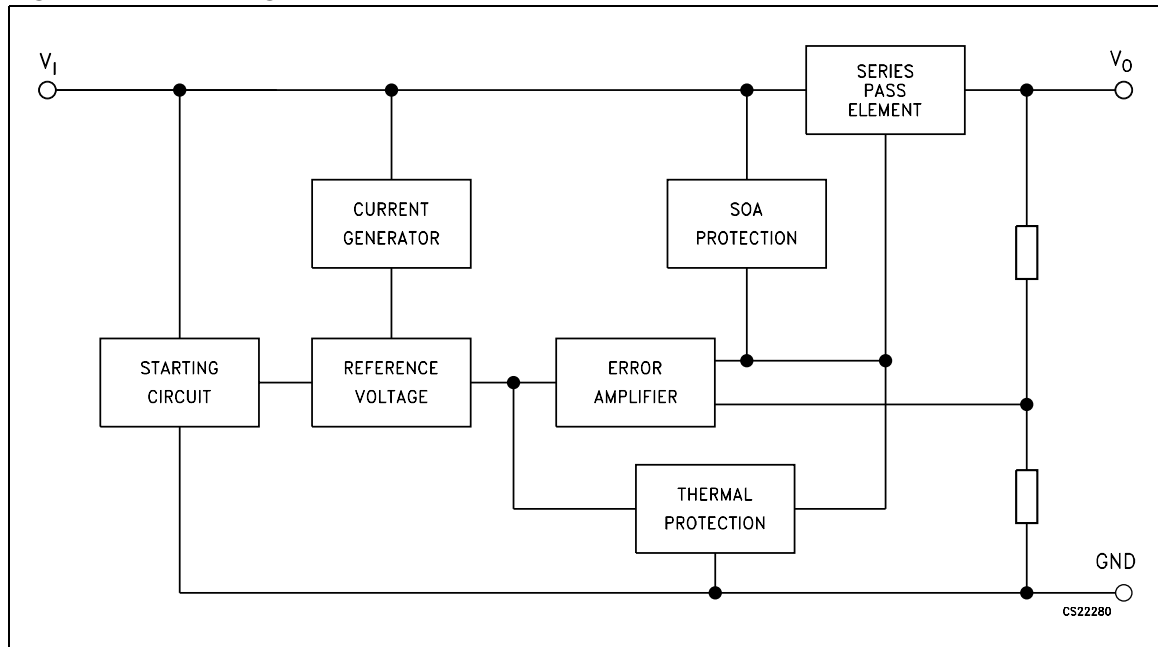 V_I
V_O
SERIES
PASS
ELEMENT
CURRENT
GENERATOR
SOA
PROTECTION
STARTING
CIRCUIT
REFERENCE
VOLTAGE
ERROR
AMPLIFIER
THERMAL
PROTECTION
GND
CS22280